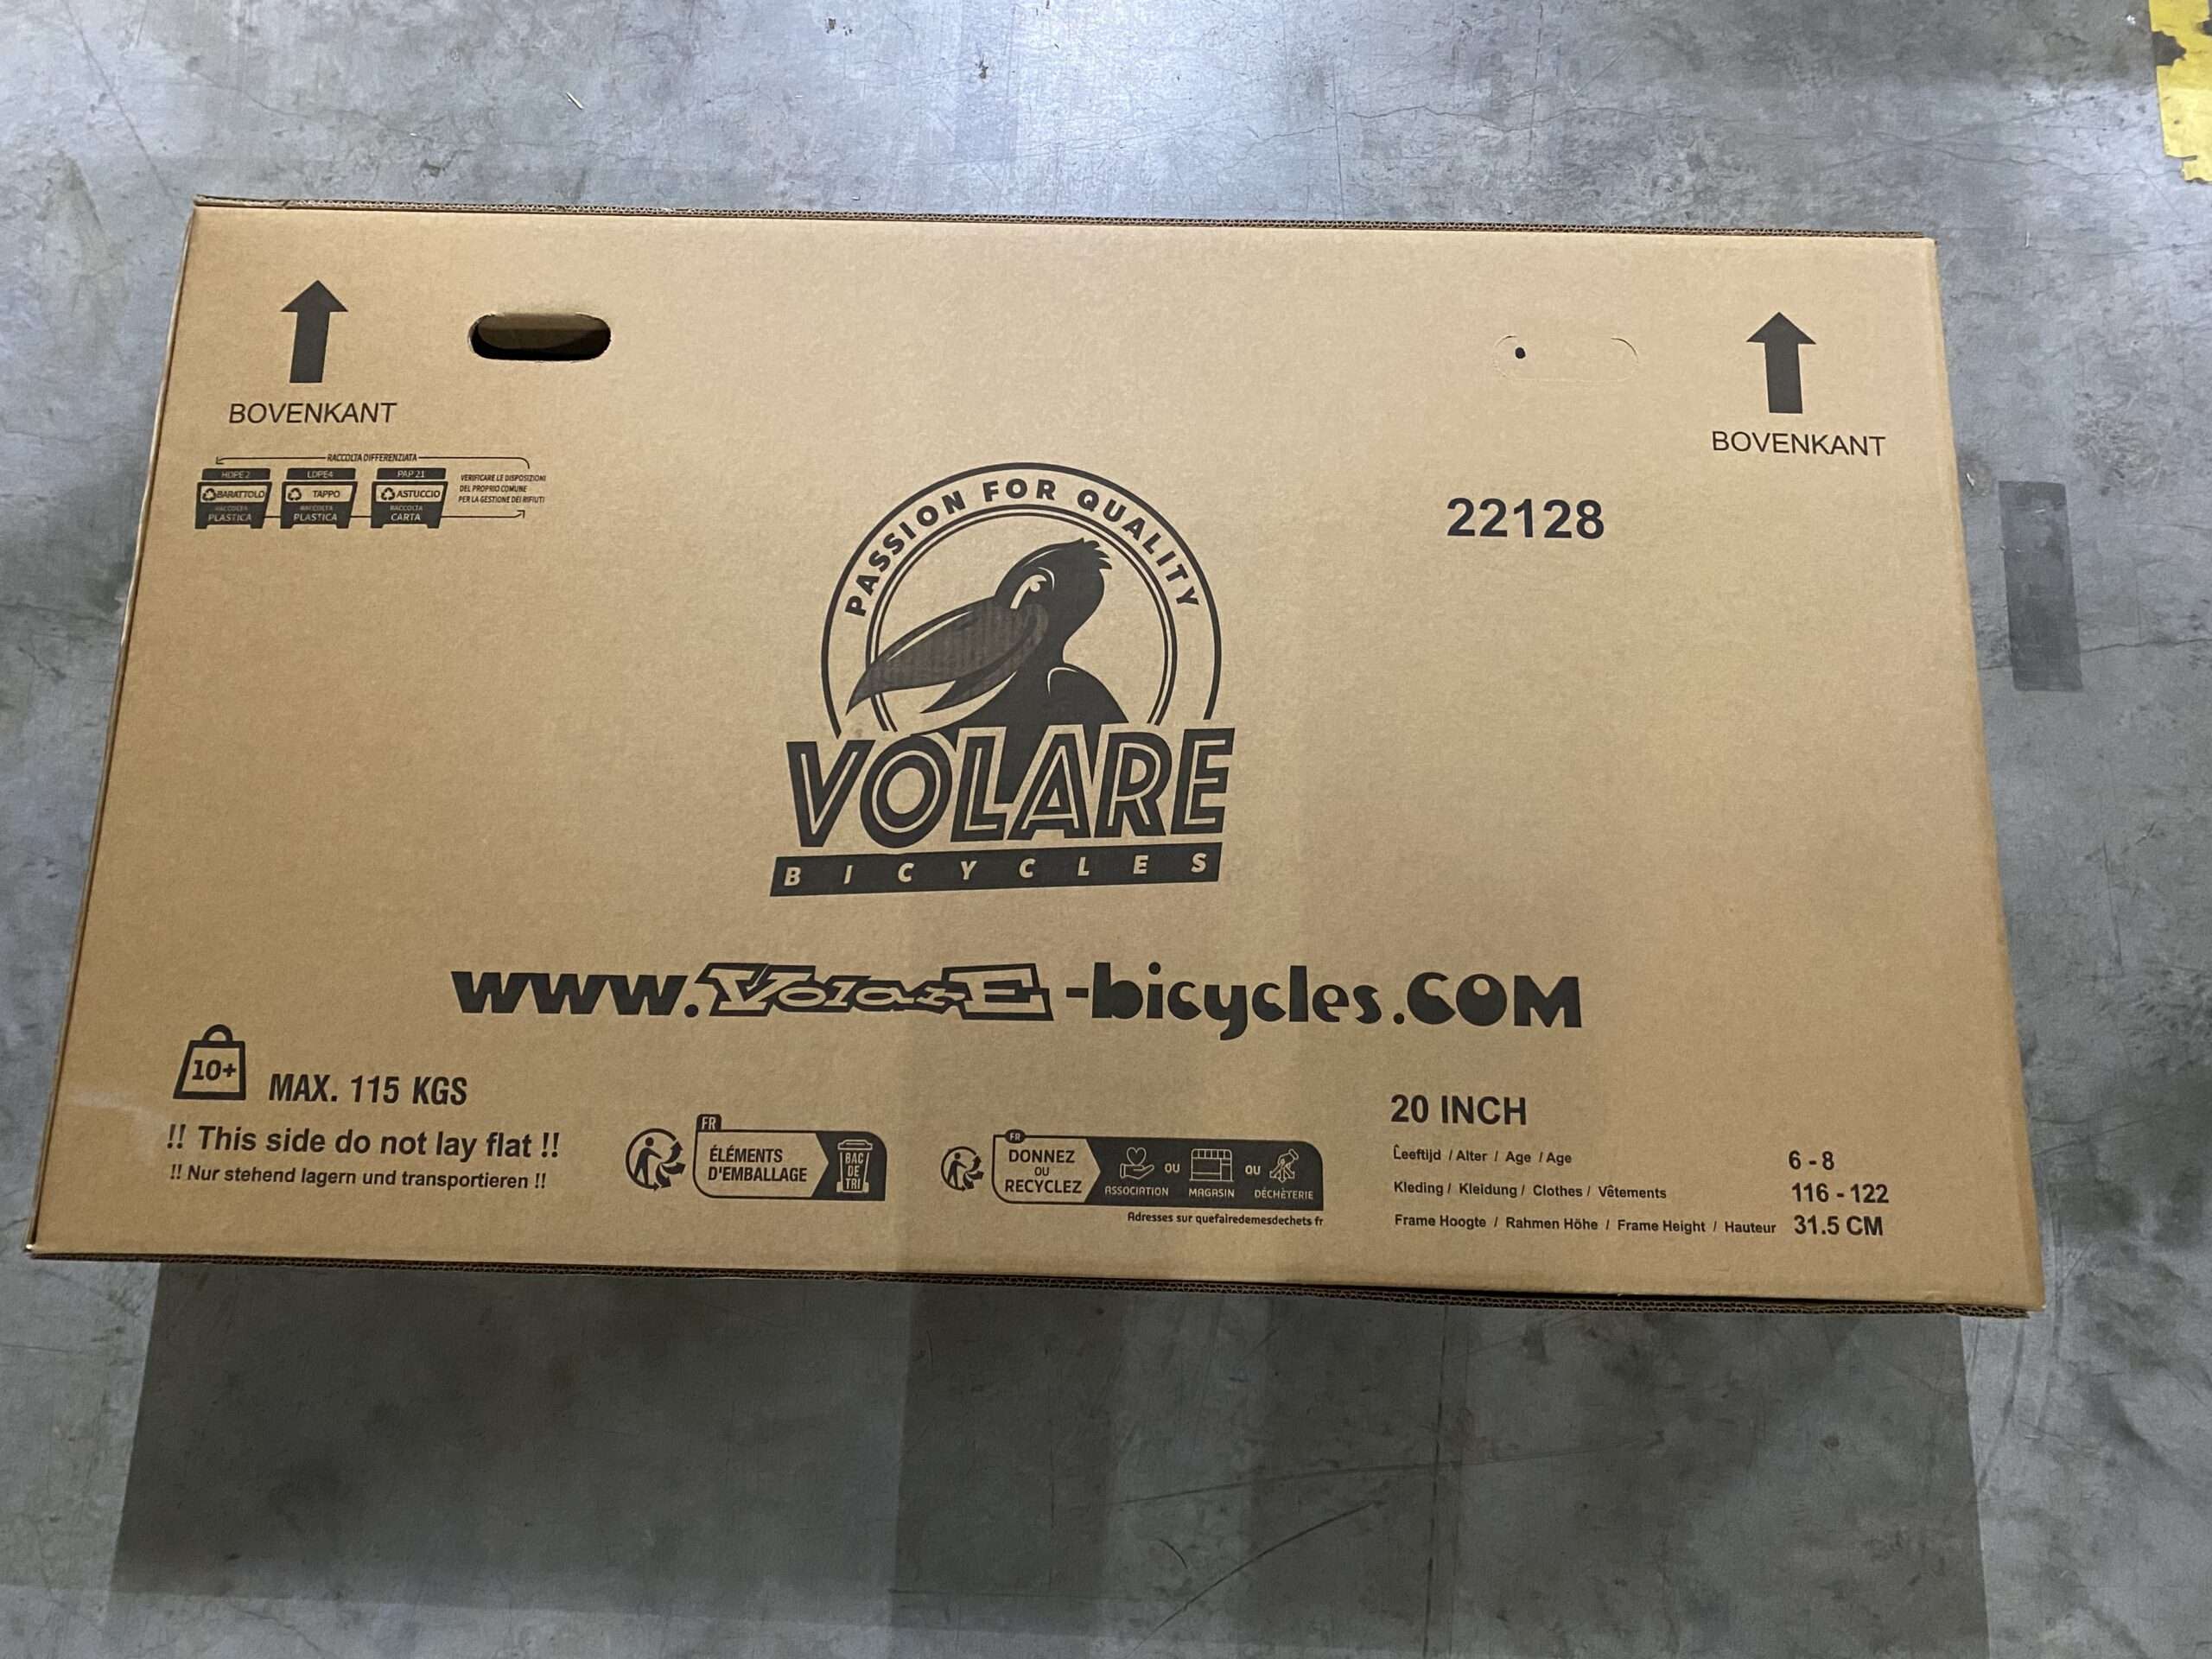 BOVENKANT
BOVENKANT
RACCOLTA DIFFERENZIATA
HDPE2
BARATTOLO
RACCOLTA
PLASTICA
LDPE4
TAPPO
RACCOLTA
PLASTICA
PAP 21
ASTUCCIO
RACCOLTA
CARTA
VERIFICARE LE DISPOSIZIONI
DEL PROPRIO COMUNE
PER LA GESTIONE DEI RIFIUTI
22128
PASSION FOR QUALITY
VOLARE
BICYCLES
www.VolarE-bicycles.COM
10+
MAX. 115 KGS
!! This side do not lay flat !!
!! Nur stehend lagern und transportieren !!
FR
ÉLÉMENTS
D'EMBALLAGE
BAC
DE
TRI
FR
DONNEZ
OU
RECYCLEZ
ASSOCIATION
OU
MAGASIN
OU
DÉCHÈTERIE
Adresses sur quefairedemesdechets.fr
20 INCH
Leeftijd / Alter / Age / Age 6 - 8
Kleding / Kleidung / Clothes / Vêtements 116 - 122
Frame Hoogte / Rahmen Höhe / Frame Height / Hauteur 31.5 CM